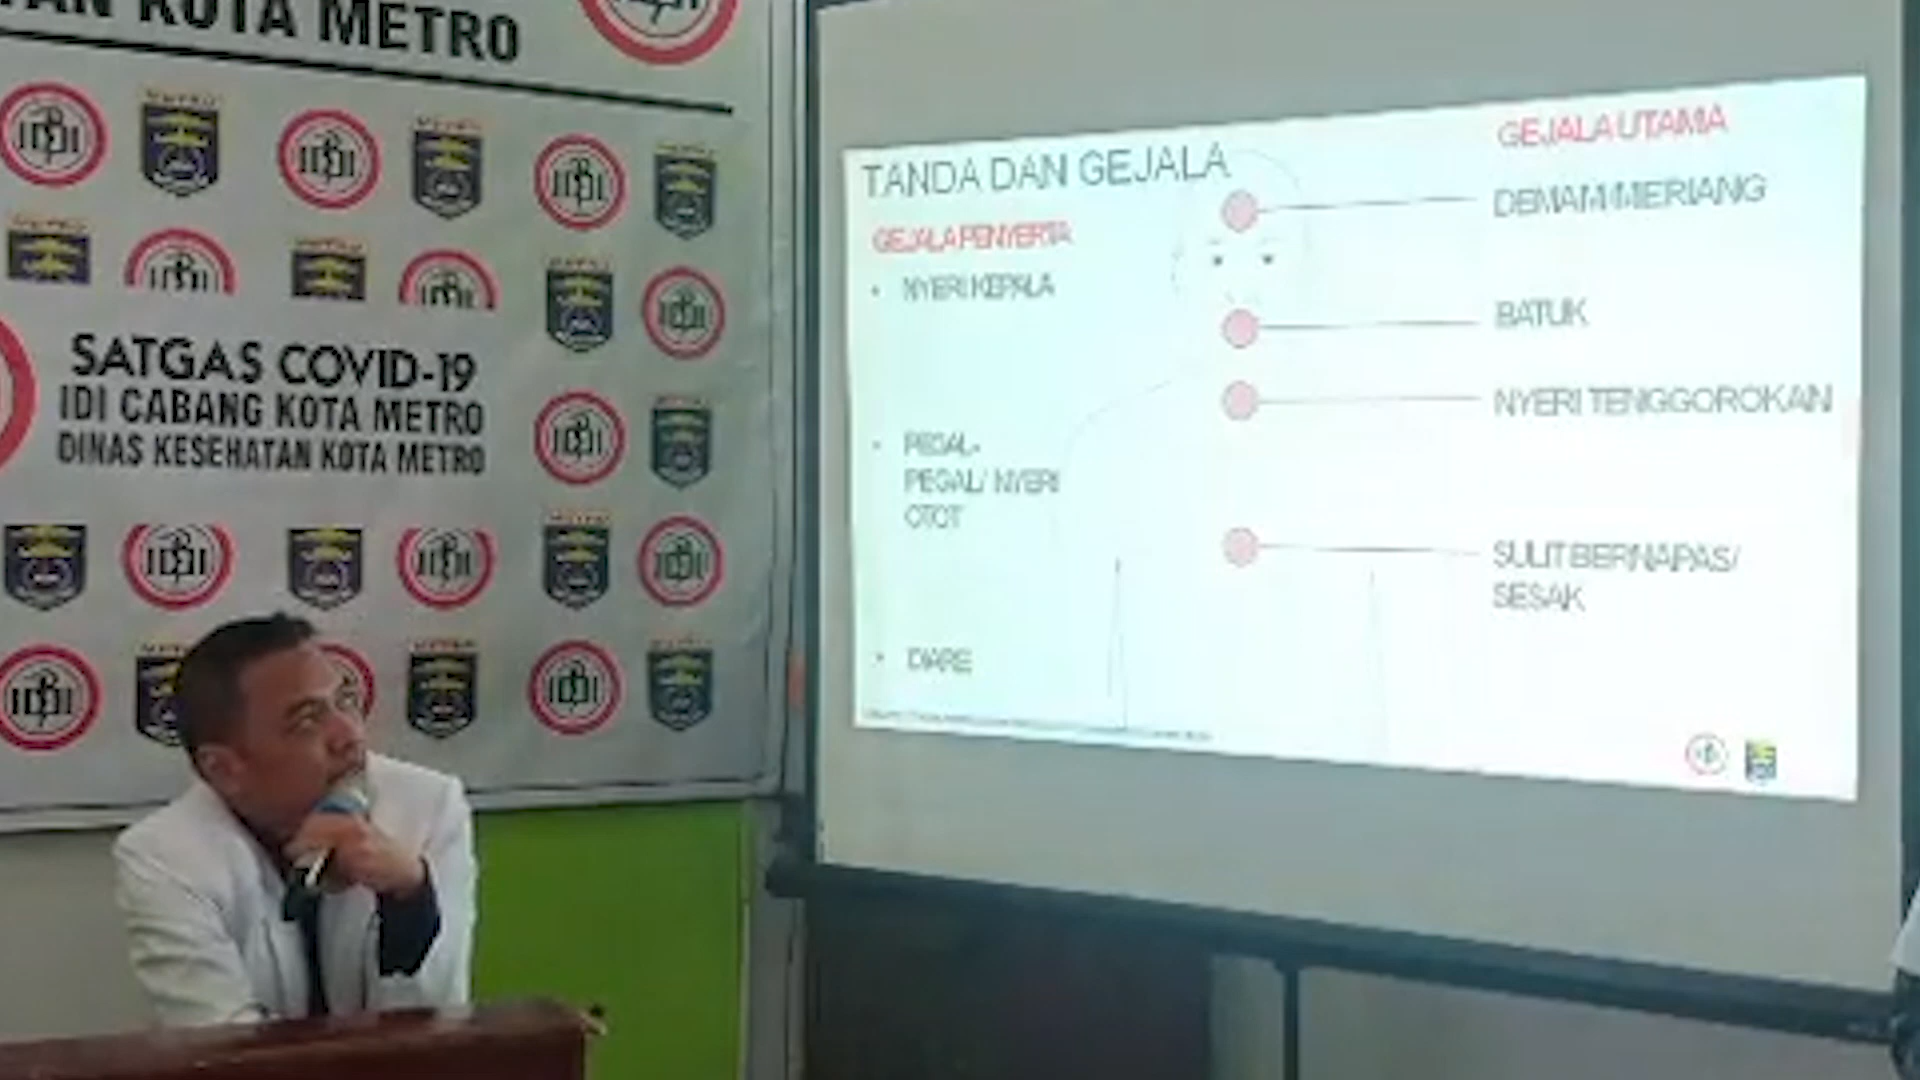 TAN KOTA METRO
SATGAS COVID-19
IDI CABANG KOTA METRO
DINAS KESEHATAN KOTA METRO
TANDA DAN GEJALA
GEJALA PENYERTA
• NYERI KEPALA
• PEGAL-
PEGAL/ NYERI
OTOT
• DIARE
GEJALA UTAMA
DEMAM/MERIANG
BATUK
NYERI TENGGOROKAN
SULIT BERNAPAS/
SESAK